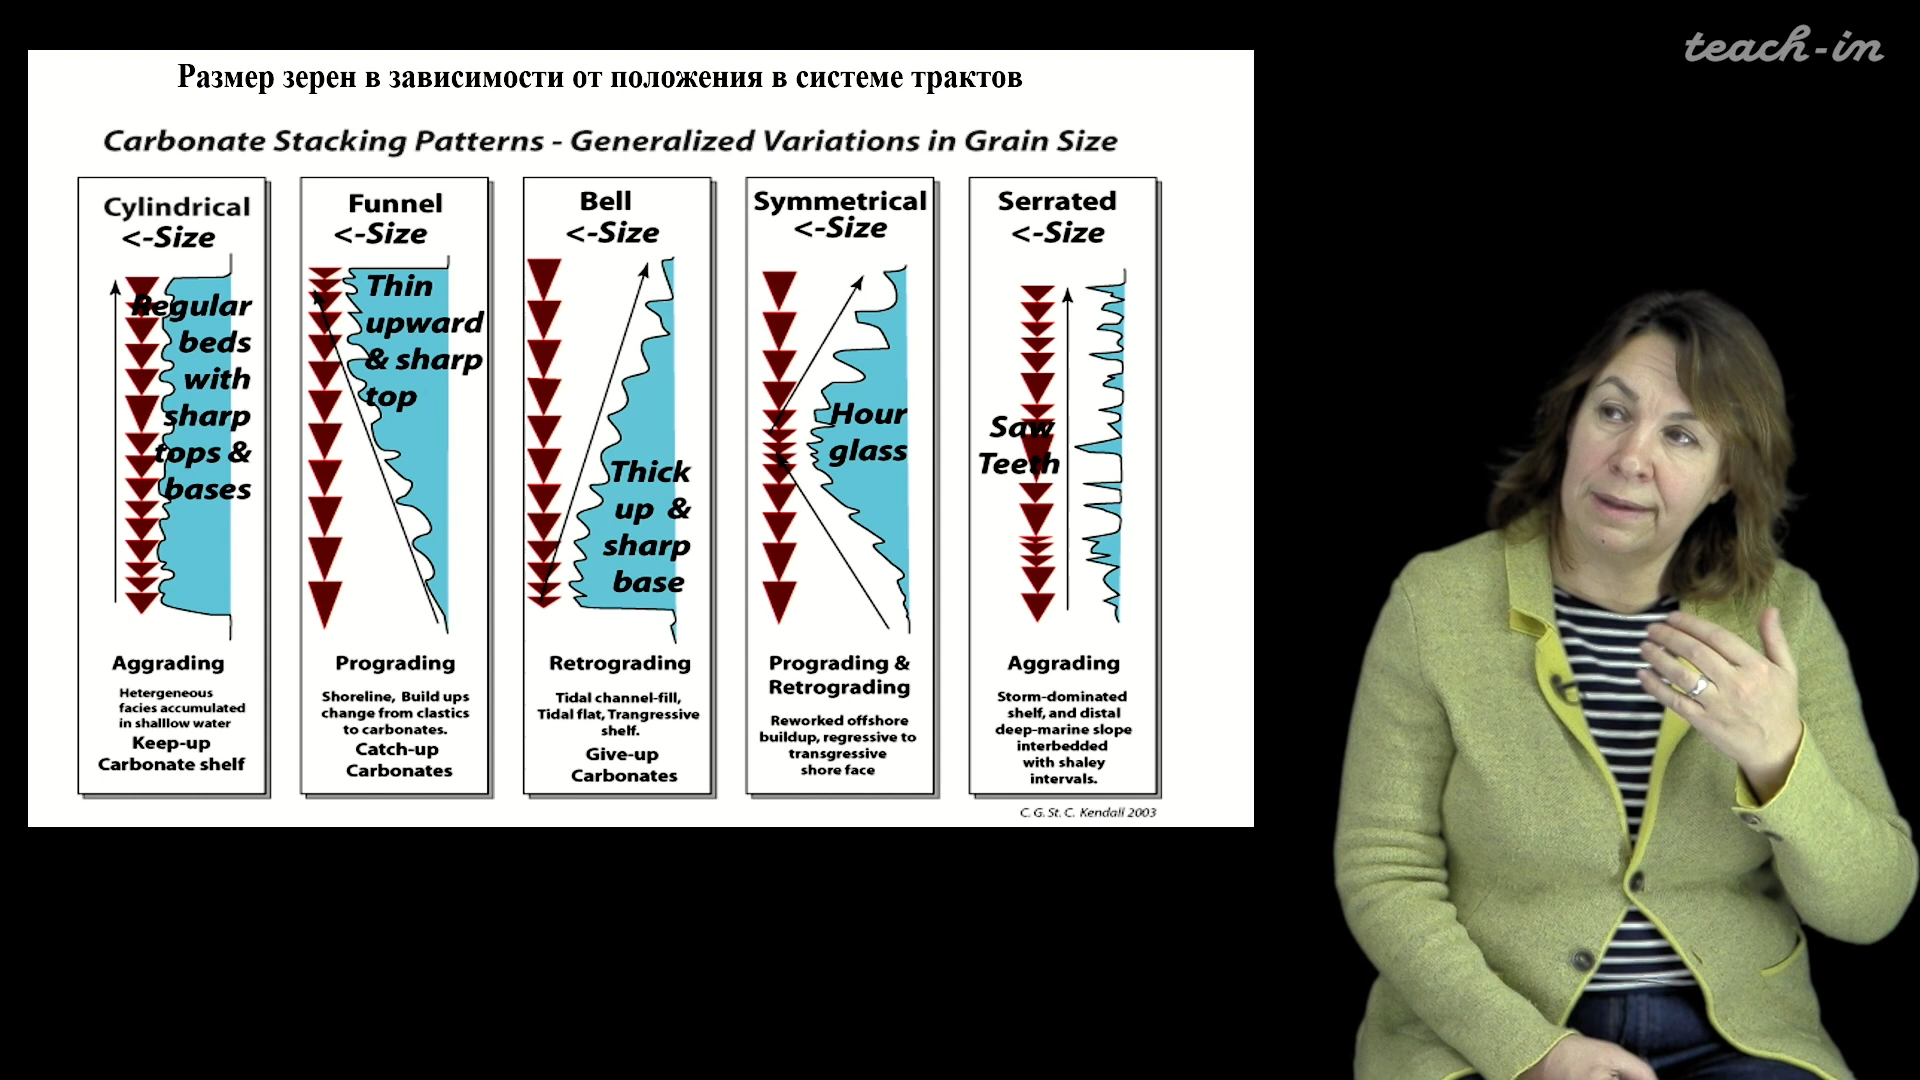 teach-in
Размер зерен в зависимости от положения в системе трактов
Carbonate Stacking Patterns - Generalized Variations in Grain Size
Cylindrical
<-Size
Regular
beds
with
sharp
tops &
bases
Aggrading
Hetergeneous
facies accumulated
in shalllow water
Keep-up
Carbonate shelf
Funnel
<-Size
Thin
upward
& sharp
top
Prograding
Shoreline, Build ups
change from clastics
to carbonates.
Catch-up
Carbonates
Bell
<-Size
Thick
up &
sharp
base
Retrograding
Tidal channel-fill,
Tidal flat, Trangressive
shelf.
Give-up
Carbonates
Symmetrical
<-Size
Hour
glass
Prograding &
Retrograding
Reworked offshore
buildup, regressive to
transgressive
shore face
Serrated
<-Size
Saw
Teeth
Aggrading
Storm-dominated
shelf, and distal
deep-marine slope
interbedded
with shaley
intervals.
C. G. St. C. Kendall 2003